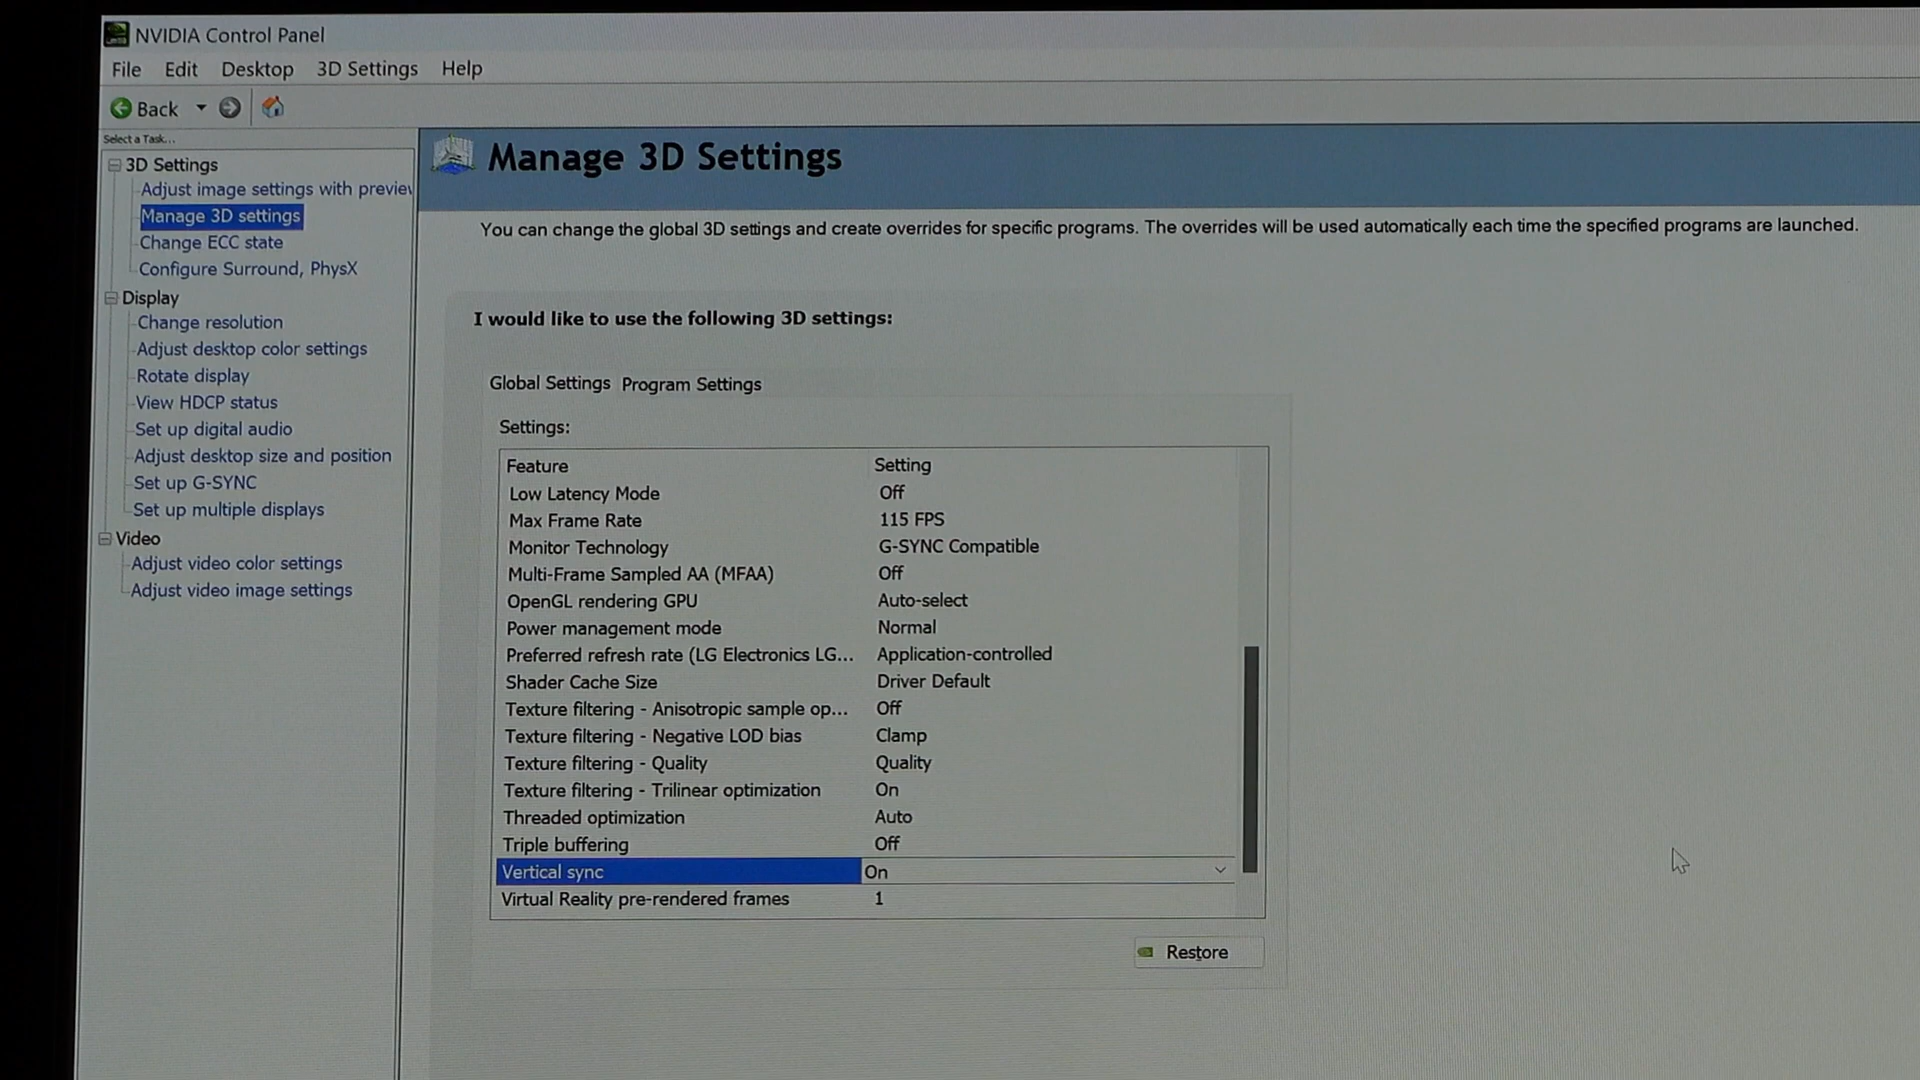 NVIDIA Control Panel
File Edit Desktop 3D Settings Help
Back
Select a Task...
3D Settings
Adjust image settings with preview
Manage 3D settings
Change ECC state
Configure Surround, PhysX
Display
Change resolution
Adjust desktop color settings
Rotate display
View HDCP status
Set up digital audio
Adjust desktop size and position
Set up G-SYNC
Set up multiple displays
Video
Adjust video color settings
Adjust video image settings
Manage 3D Settings
You can change the global 3D settings and create overrides for specific programs. The overrides will be used automatically each time the specified programs are launched.
I would like to use the following 3D settings:
Global Settings Program Settings
Settings:
Feature Setting
Low Latency Mode Off
Max Frame Rate 115 FPS
Monitor Technology G-SYNC Compatible
Multi-Frame Sampled AA (MFAA) Off
OpenGL rendering GPU Auto-select
Power management mode Normal
Preferred refresh rate (LG Electronics LG... Application-controlled
Shader Cache Size Driver Default
Texture filtering - Anisotropic sample op... Off
Texture filtering - Negative LOD bias Clamp
Texture filtering - Quality Quality
Texture filtering - Trilinear optimization On
Threaded optimization Auto
Triple buffering Off
Vertical sync On
Virtual Reality pre-rendered frames 1
Restore